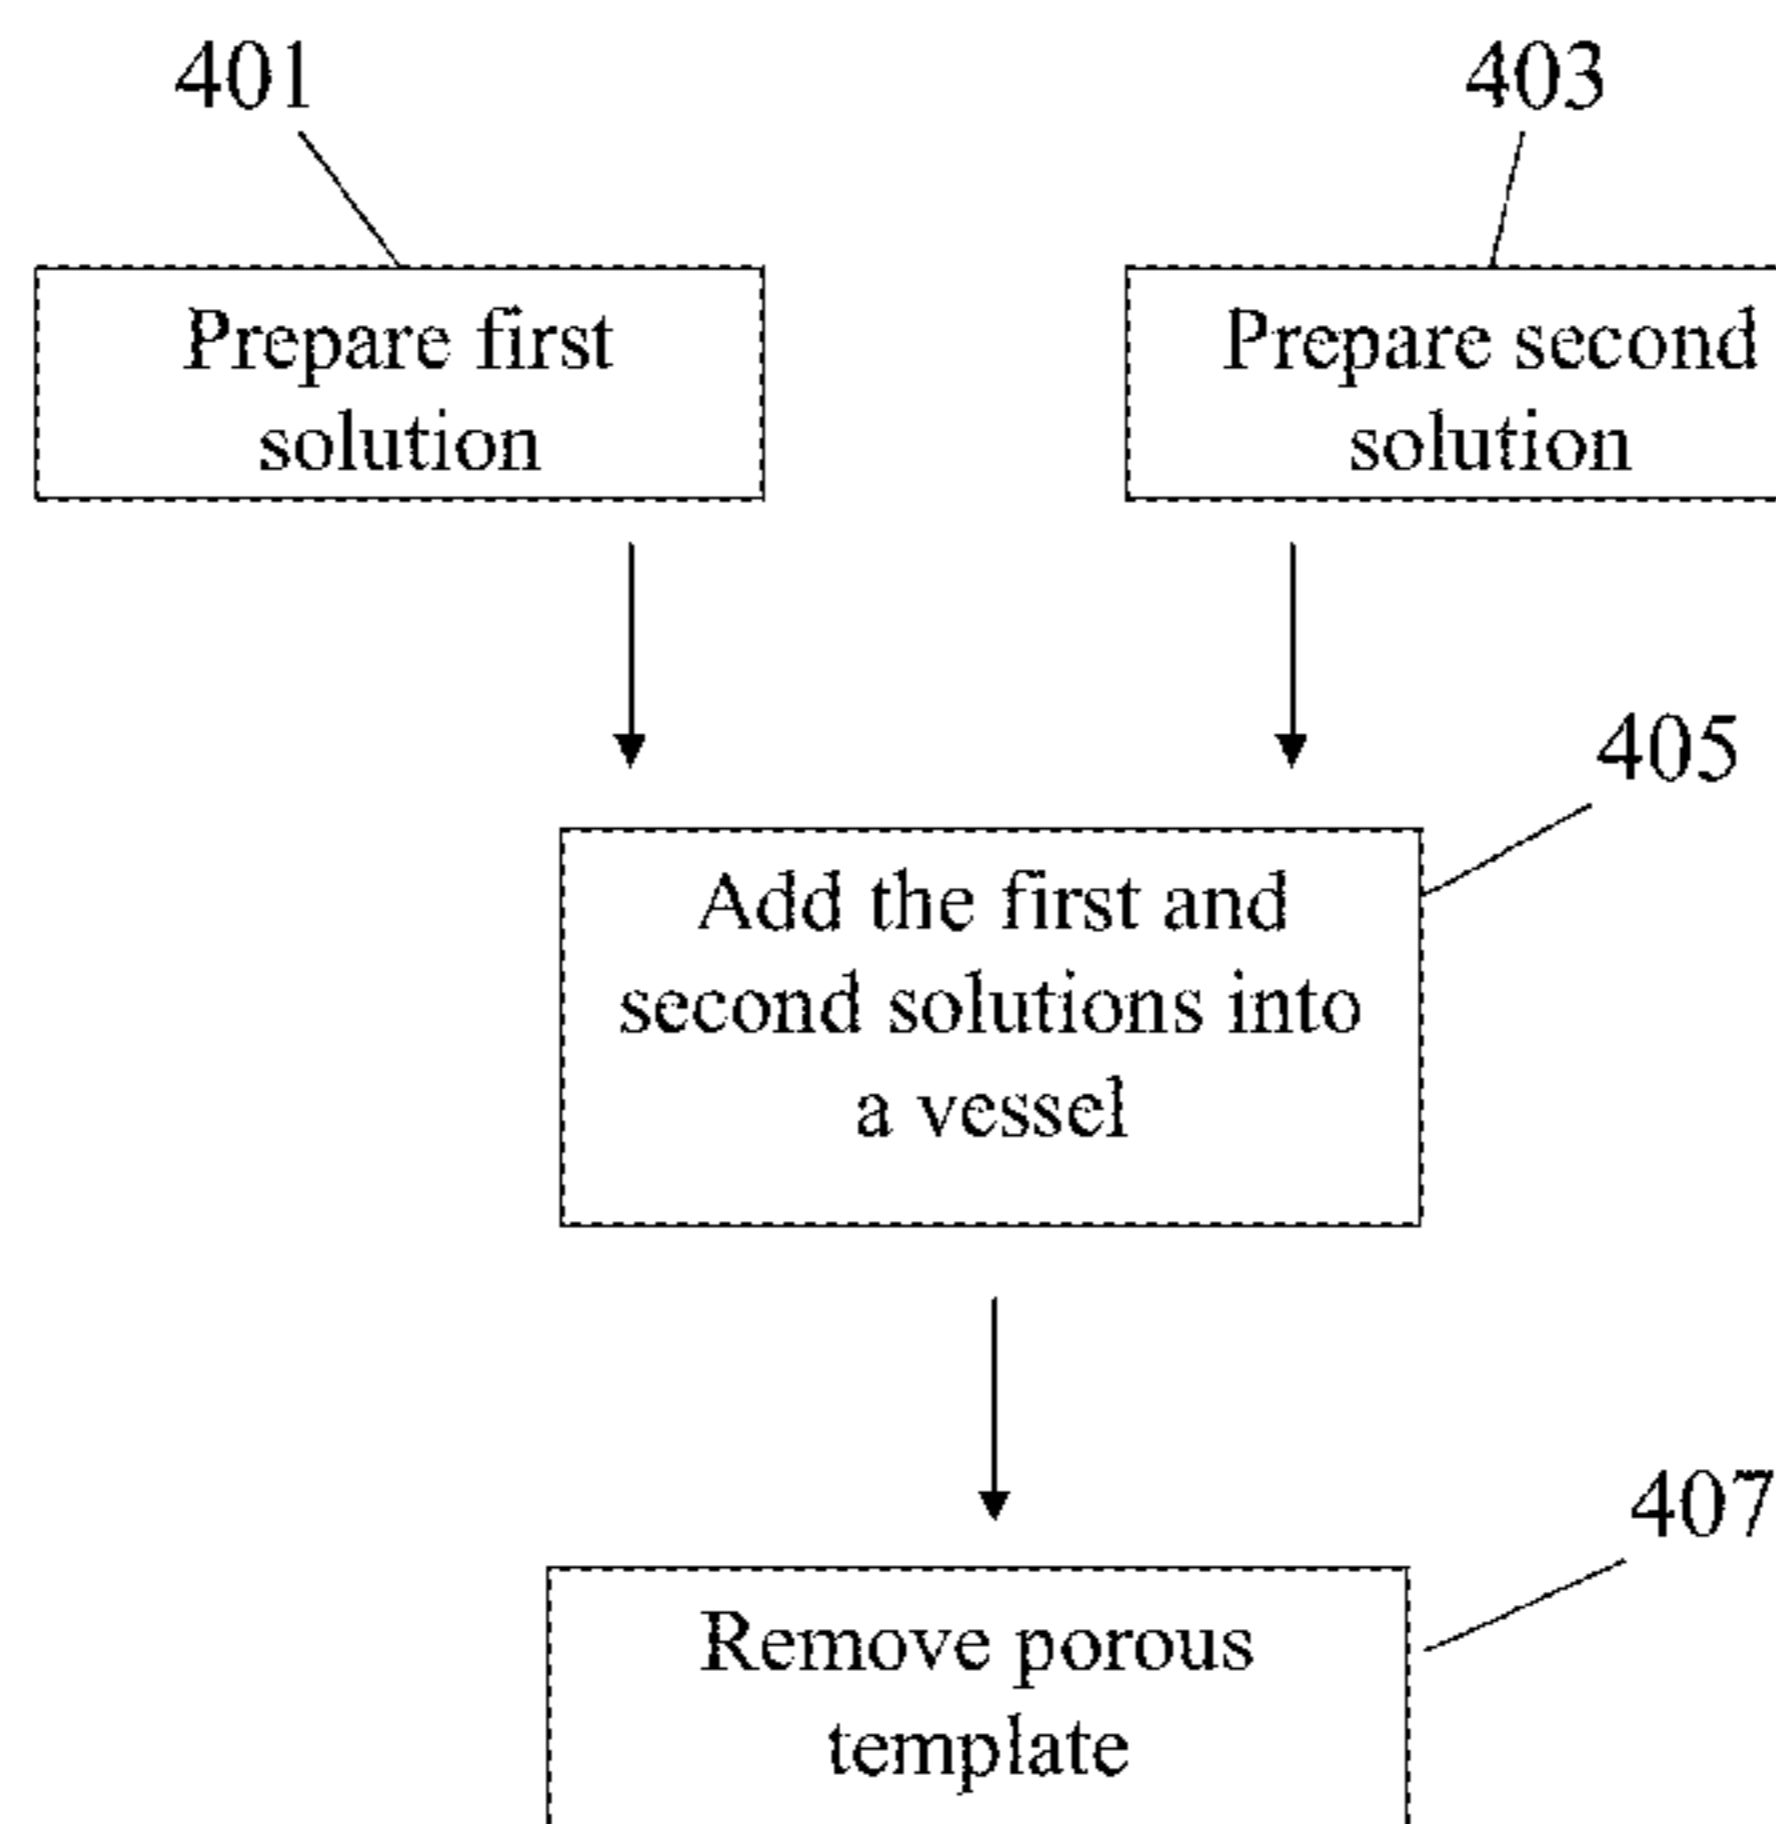 401
403
Prepare first
solution
Prepare second
solution
405
Add the first and
second solutions into
a vessel
407
Remove porous
template